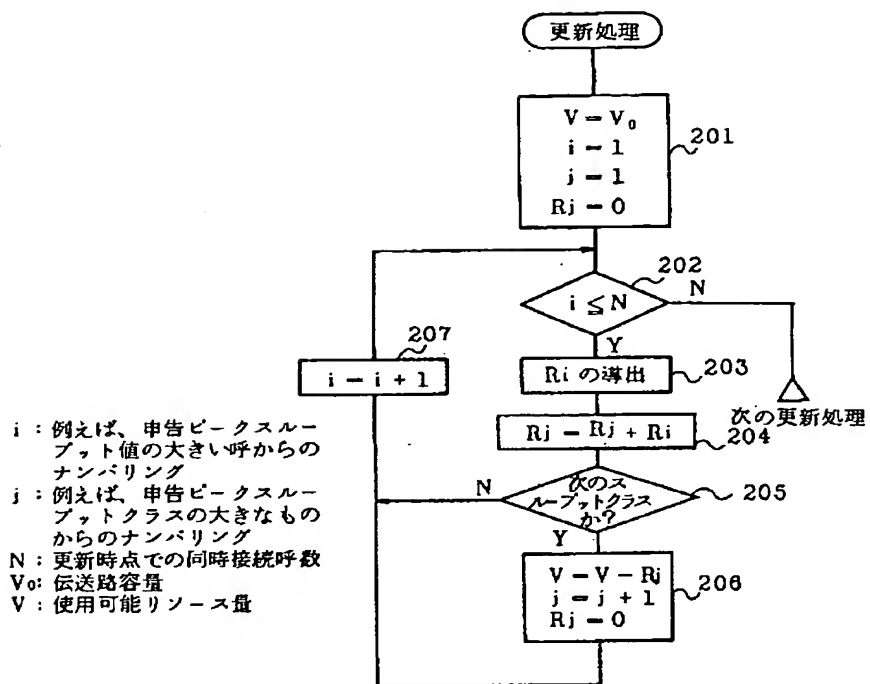 更新処理
V = V₀
i = 1
j = 1
Rj = 0
201
202
i ≦ N
N
Y
207
i = i + 1
Ri の導出
203
次の更新処理
Rj = Rj + Ri
204
次のス
ループットクラス
か?
205
N
Y
V = V − Rj
j = j + 1
Rj = 0
206
i : 例えば、申告ピークスルー
プット値の大きい呼からの
ナンバリング
j : 例えば、申告ピークスルー
プットクラスの大きなもの
からのナンバリング
N : 更新時点での同時接続呼数
V₀: 伝送路容量
V : 使用可能リソース量